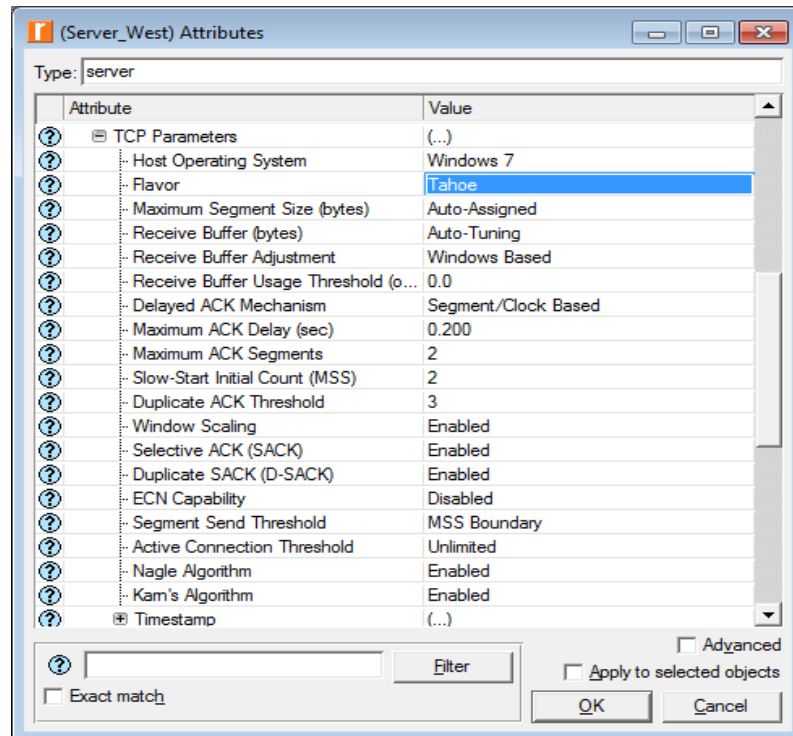 (Server_West) Attributes
Type: server
Attribute Value
TCP Parameters (...)
Host Operating System Windows 7
Flavor Tahoe
Maximum Segment Size (bytes) Auto-Assigned
Receive Buffer (bytes) Auto-Tuning
Receive Buffer Adjustment Windows Based
Receive Buffer Usage Threshold (o... 0.0
Delayed ACK Mechanism Segment/Clock Based
Maximum ACK Delay (sec) 0.200
Maximum ACK Segments 2
Slow-Start Initial Count (MSS) 2
Duplicate ACK Threshold 3
Window Scaling Enabled
Selective ACK (SACK) Enabled
Duplicate SACK (D-SACK) Enabled
ECN Capability Disabled
Segment Send Threshold MSS Boundary
Active Connection Threshold Unlimited
Nagle Algorithm Enabled
Karn's Algorithm Enabled
Timestamp (...)
Advanced
Filter
Apply to selected objects
Exact match
OK Cancel